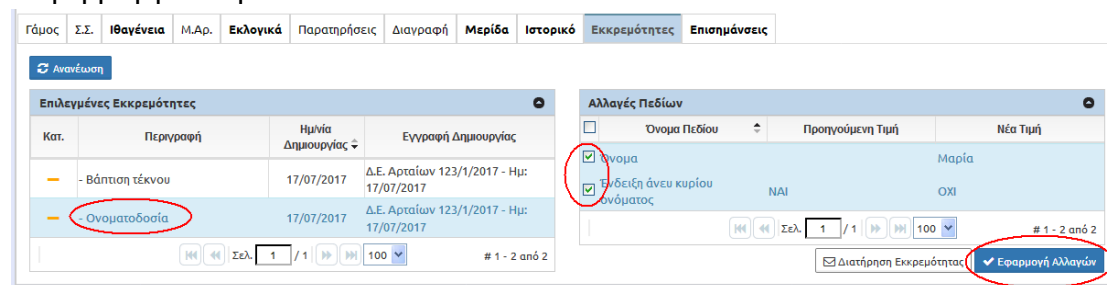 Γάμος Σ.Σ. Ιθαγένεια Μ.Αρ. Εκλογικά Παρατηρήσεις Διαγραφή Μερίδα Ιστορικό Εκκρεμότητες Επισημάνσεις
Ανανέωση
Επιλεγμένες Εκκρεμότητες
Κατ. Περιγραφή Ημ/νία Δημιουργίας Εγγραφή Δημιουργίας
- Βάπτιση τέκνου 17/07/2017 Δ.Ε. Αρταίων 123/1/2017 - Ημ:
17/07/2017
- Ονοματοδοσία 17/07/2017 Δ.Ε. Αρταίων 123/1/2017 - Ημ:
17/07/2017
Σελ. 1 / 1 100 # 1 - 2 από 2
Αλλαγές Πεδίων
Όνομα Πεδίου Προηγούμενη Τιμή Νέα Τιμή
Όνομα Μαρία
Ένδειξη άνευ κυρίου
ονόματος ΝΑΙ ΟΧΙ
Σελ. 1 / 1 100 # 1 - 2 από 2
Διατήρηση Εκκρεμότητας Εφαρμογή Αλλαγών